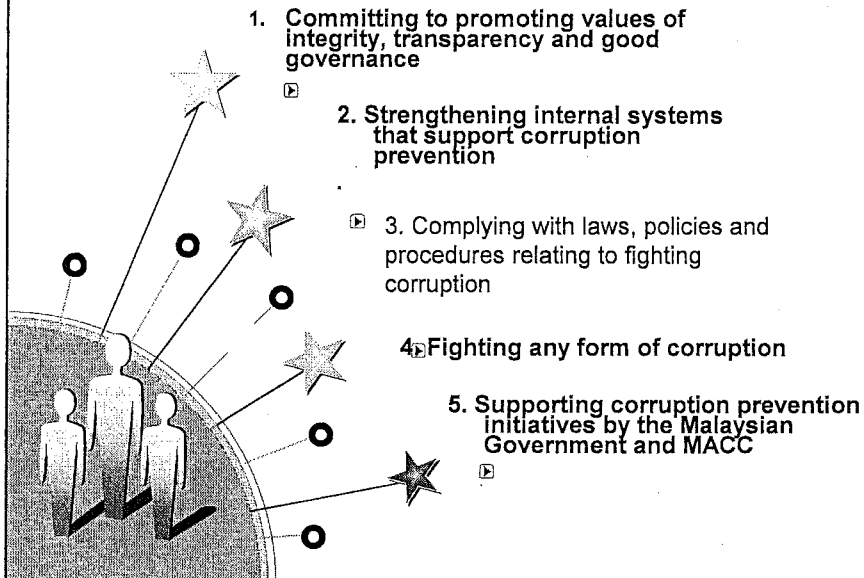 1. Committing to promoting values of
integrity, transparency and good
governance
2. Strengthening internal systems
that support corruption
prevention
3. Complying with laws, policies and
procedures relating to fighting
corruption
4 Fighting any form of corruption
5. Supporting corruption prevention
initiatives by the Malaysian
Government and MACC